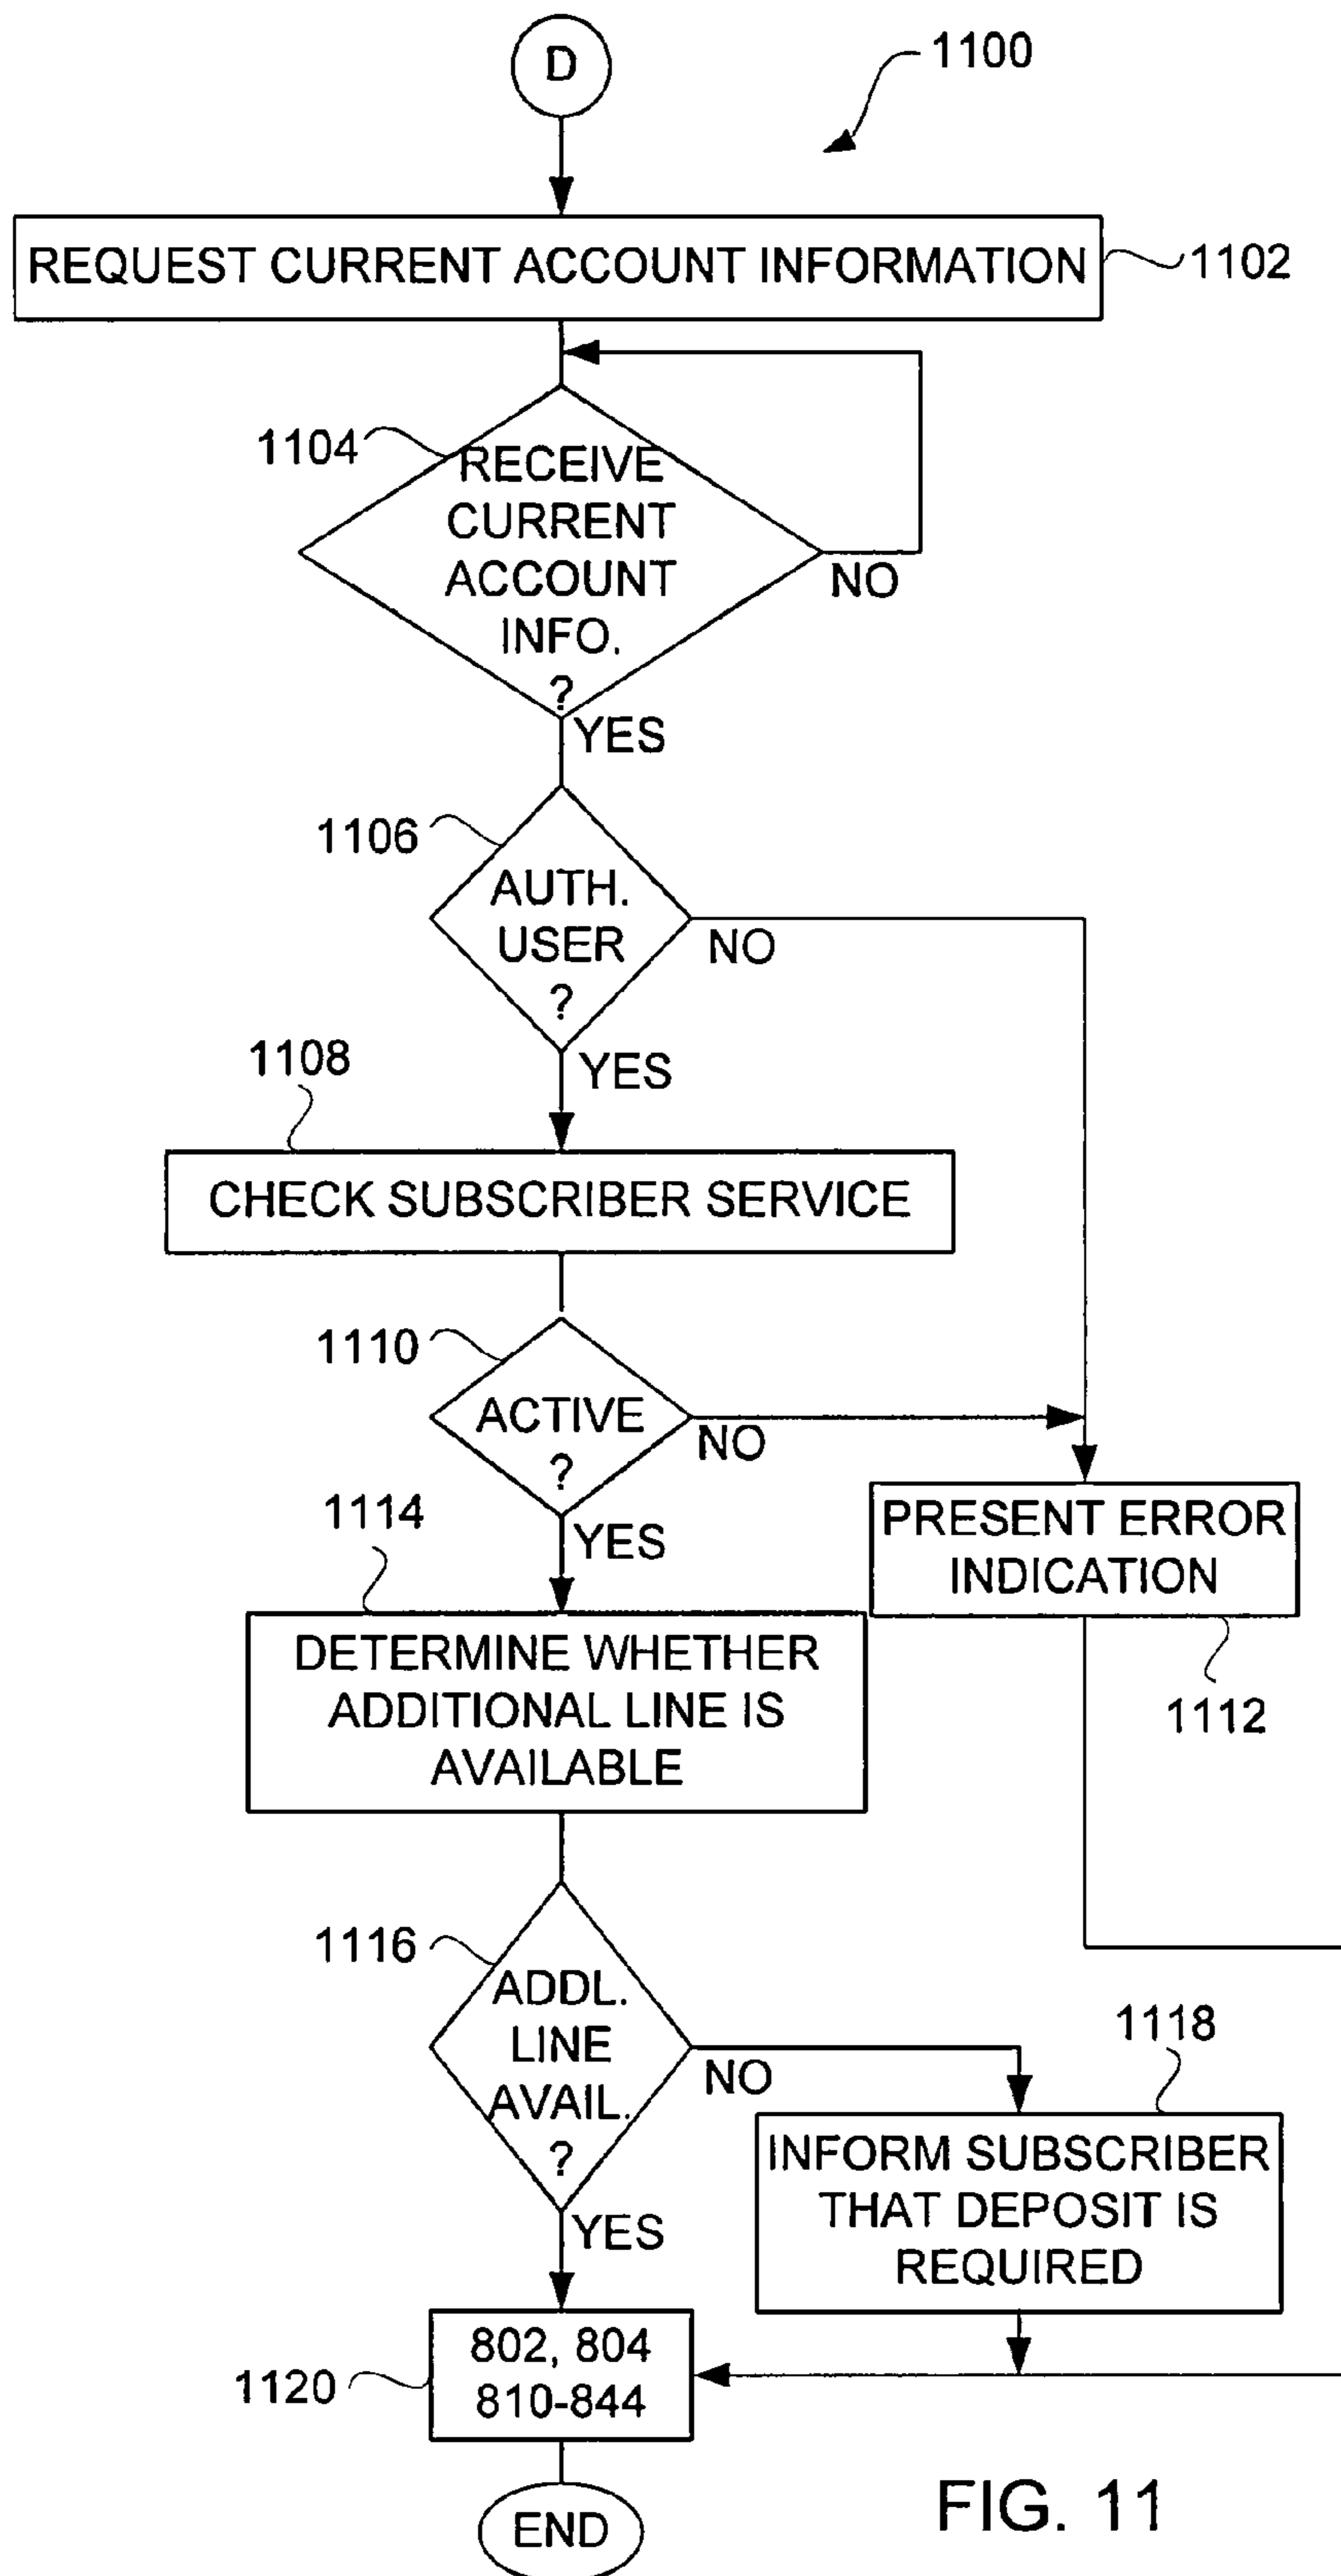 D
1100
REQUEST CURRENT ACCOUNT INFORMATION
1102
1104
RECEIVE
CURRENT
ACCOUNT
INFO.
?
NO
YES
1106
AUTH.
USER
?
NO
YES
1108
CHECK SUBSCRIBER SERVICE
1110
ACTIVE
?
NO
YES
PRESENT ERROR
INDICATION
1112
1114
DETERMINE WHETHER
ADDITIONAL LINE IS
AVAILABLE
1116
ADDL.
LINE
AVAIL.
?
NO
YES
1118
INFORM SUBSCRIBER
THAT DEPOSIT IS
REQUIRED
1120
802, 804
810-844
END
FIG. 11